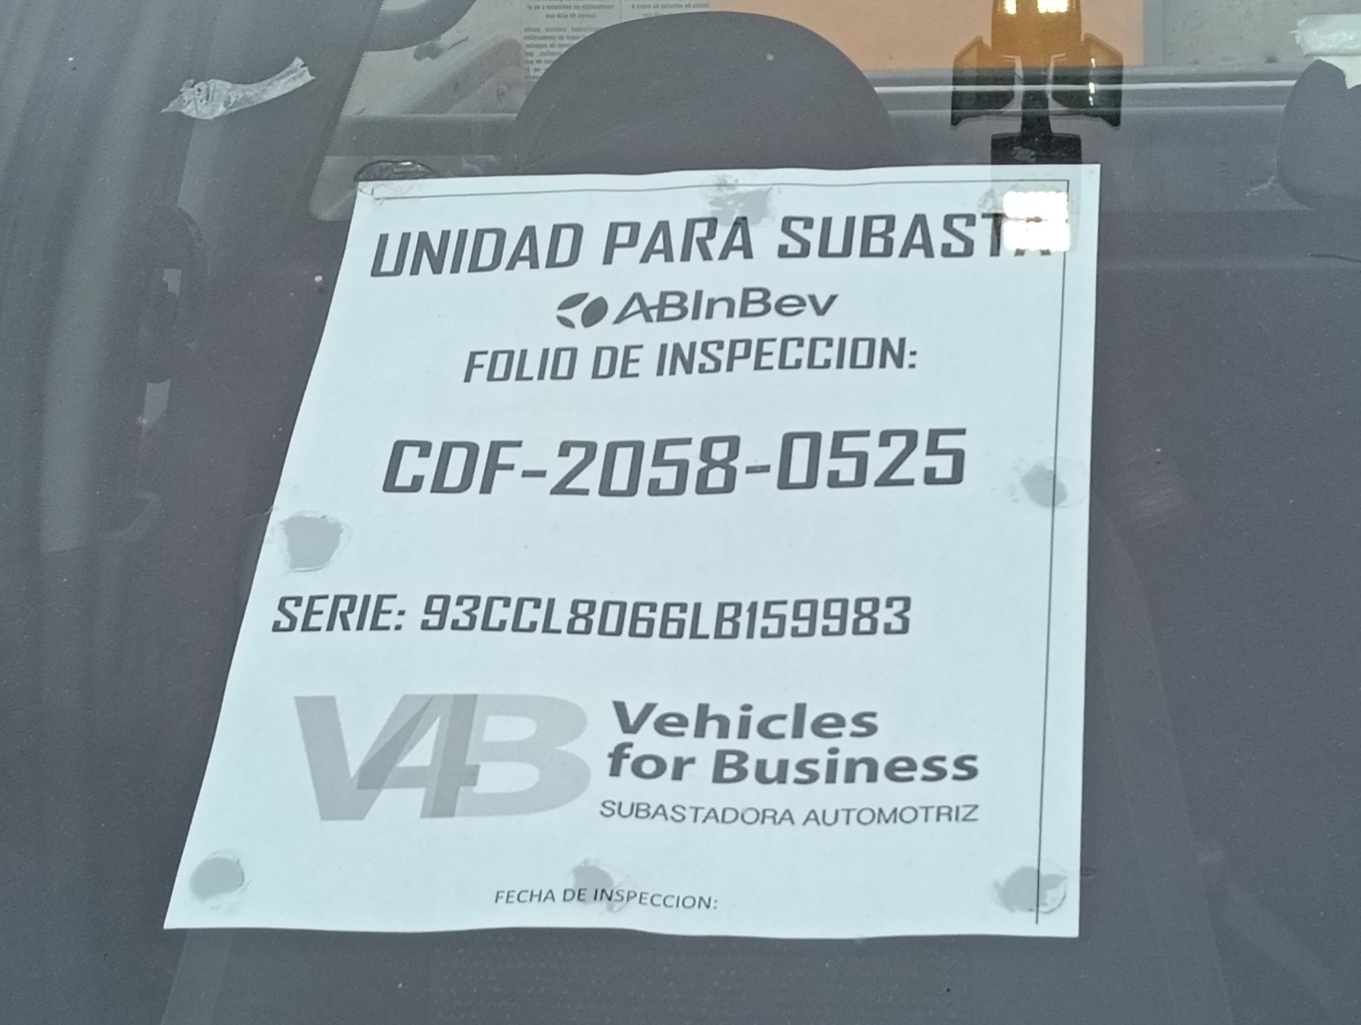 UNIDAD PARA SUBASTA
ABInBev
FOLIO DE INSPECCION:
CDF-2058-0525
SERIE: 93CCL8066LB159983
V4B
Vehicles
for Business
SUBASTADORA AUTOMOTRIZ
FECHA DE INSPECCION: